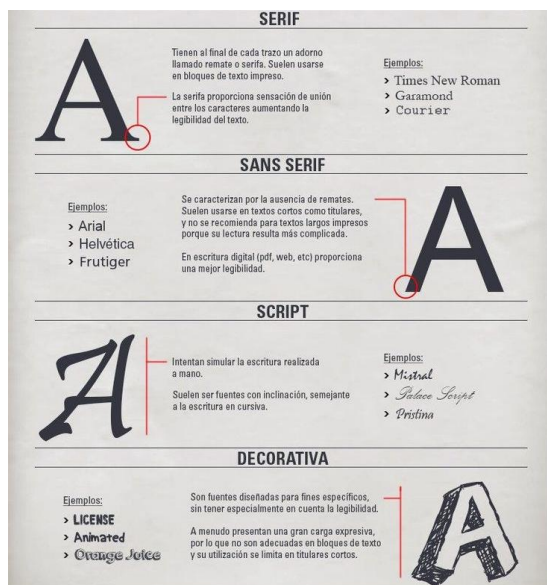 SERIF
A
Tienen al final de cada trazo un adorno
llamado remate o serifa. Suelen usarse
en bloques de texto impreso.
La serifa proporciona sensación de unión
entre los caracteres aumentando la
legibilidad del texto.
Ejemplos:
> Times New Roman
> Garamond
> Courier
SANS SERIF
Ejemplos:
> Arial
> Helvética
> Frutiger
Se caracterizan por la ausencia de remates.
Suelen usarse en textos cortos como titulares,
y no se recomienda para textos largos impresos
porque su lectura resulta más complicada.
En escritura digital (pdf, web, etc) proporciona
una mejor legibilidad.
A
SCRIPT
A
Intentan simular la escritura realizada
a mano.
Suelen ser fuentes con inclinación, semejante
a la escritura en cursiva.
Ejemplos:
> Mistral
> Palace Script
> Pristina
DECORATIVA
Ejemplos:
> LICENSE
> Animated
> Orange Juice
Son fuentes diseñadas para fines específicos,
sin tener especialmente en cuenta la legibilidad.
A menudo presentan una gran carga expresiva,
por lo que no son adecuadas en bloques de texto
y su utilización se limita en titulares cortos.
A